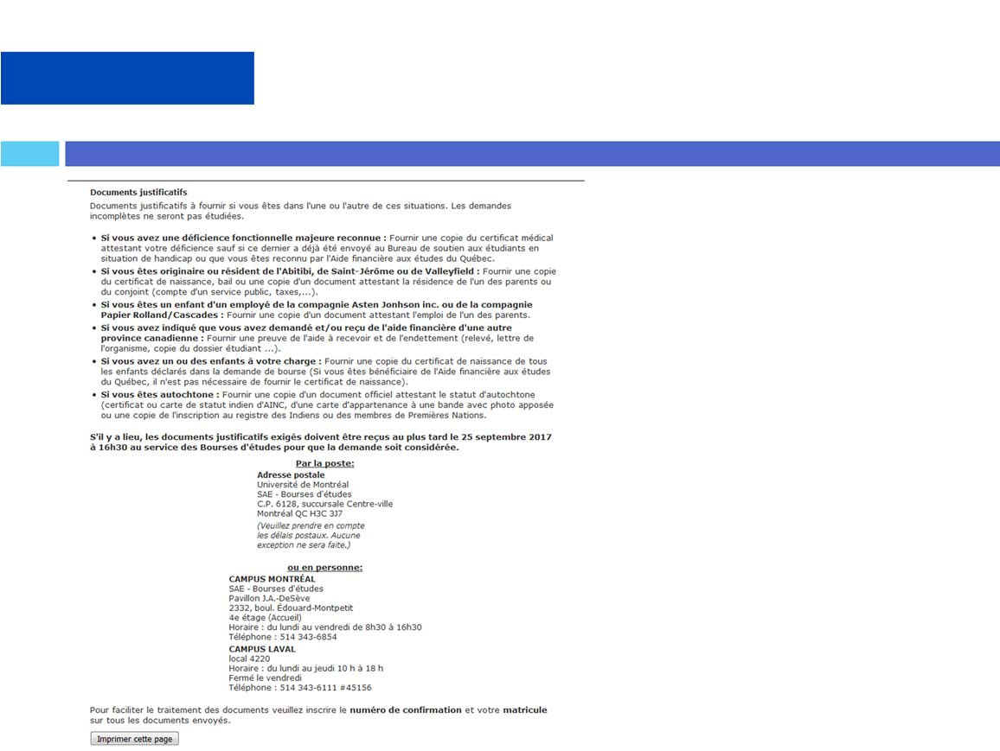 Documents justificatifs
Documents justificatifs à fournir si vous êtes dans l'une ou l'autre de ces situations. Les demandes
incomplètes ne seront pas étudiées.
• Si vous avez une déficience fonctionnelle majeure reconnue : Fournir une copie du certificat médical
attestant votre déficience sauf si ce dernier a déjà été envoyé au Bureau de soutien aux étudiants en
situation de handicap ou que vous êtes reconnu par l'Aide financière aux études du Québec.
• Si vous êtes originaire ou résident de l'Abitibi, de Saint-Jérôme ou de Valleyfield : Fournir une copie
du certificat de naissance, bail ou une copie d'un document attestant la résidence de l'un des parents ou
du conjoint (compte d'un service public, taxes,...).
• Si vous êtes un enfant d'un employé de la compagnie Asten Jonhson inc. ou de la compagnie
Papier Rolland/Cascades : Fournir une copie d'un document attestant l'emploi de l'un des parents.
• Si vous avez indiqué que vous avez demandé et/ou reçu de l'aide financière d'une autre
province canadienne : Fournir une preuve de l'aide à recevoir et de l'endettement (relevé, lettre de
l'organisme, copie du dossier étudiant ...).
• Si vous avez un ou des enfants à votre charge : Fournir une copie du certificat de naissance de tous
les enfants déclarés dans la demande de bourse (Si vous êtes bénéficiaire de l'Aide financière aux études
du Québec, il n'est pas nécessaire de fournir le certificat de naissance).
• Si vous êtes autochtone : Fournir une copie d'un document officiel attestant le statut d'autochtone
(certificat ou carte de statut indien d'AINC, d'une carte d'appartenance à une bande avec photo apposée
ou une copie de l'inscription au registre des Indiens ou des membres de Premières Nations.
S'il y a lieu, les documents justificatifs exigés doivent être reçus au plus tard le 25 septembre 2017
à 16h30 au service des Bourses d'études pour que la demande soit considérée.
Par la poste:
Adresse postale
Université de Montréal
SAE - Bourses d'études
C.P. 6128, succursale Centre-ville
Montréal QC H3C 3J7
(Veuillez prendre en compte
les délais postaux. Aucune
exception ne sera faite.)
ou en personne:
CAMPUS MONTRÉAL
SAE - Bourses d'études
Pavillon J.A.-DeSève
2332, boul. Édouard-Montpetit
4e étage (Accueil)
Horaire : du lundi au vendredi de 8h30 à 16h30
Téléphone : 514 343-6854
CAMPUS LAVAL
local 4220
Horaire : du lundi au jeudi 10 h à 18 h
Fermé le vendredi
Téléphone : 514 343-6111 #45156
Pour faciliter le traitement des documents veuillez inscrire le numéro de confirmation et votre matricule
sur tous les documents envoyés.
Imprimer cette page